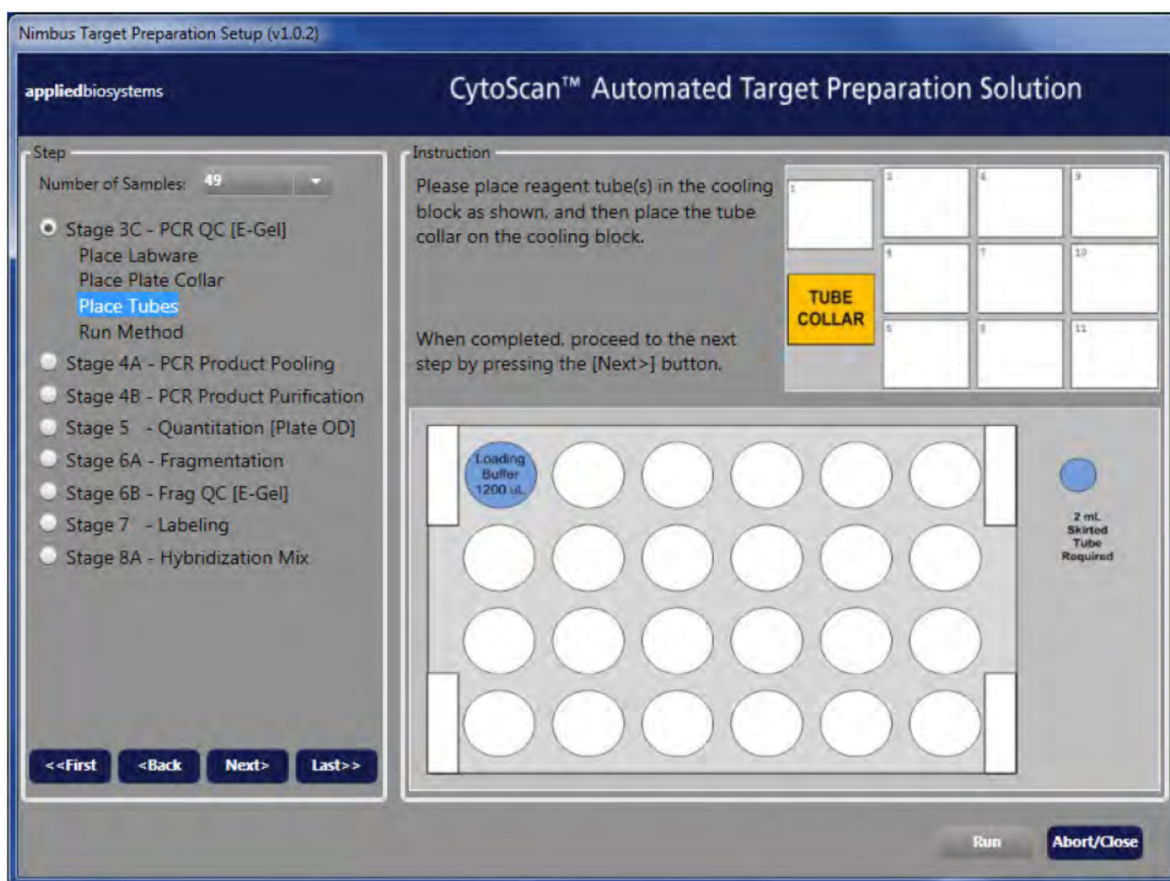 Nimbus Target Preparation Setup (v1.0.2)
appliedbiosystems
CytoScan™ Automated Target Preparation Solution
Step
Number of Samples: 49
Stage 3C - PCR QC [E-Gel]
Place Labware
Place Plate Collar
Place Tubes
Run Method
Stage 4A - PCR Product Pooling
Stage 4B - PCR Product Purification
Stage 5 - Quantitation [Plate OD]
Stage 6A - Fragmentation
Stage 6B - Frag QC [E-Gel]
Stage 7 - Labeling
Stage 8A - Hybridization Mix
<<First
<Back
Next>
Last>>
Instruction
Please place reagent tube(s) in the cooling
block as shown, and then place the tube
collar on the cooling block.
When completed, proceed to the next
step by pressing the [Next>] button.
1
3
6
9
TUBE
COLLAR
7
10
5
8
11
Loading
Buffer
1200 uL
2 mL
Skirted
Tube
Required
Run
Abort/Close